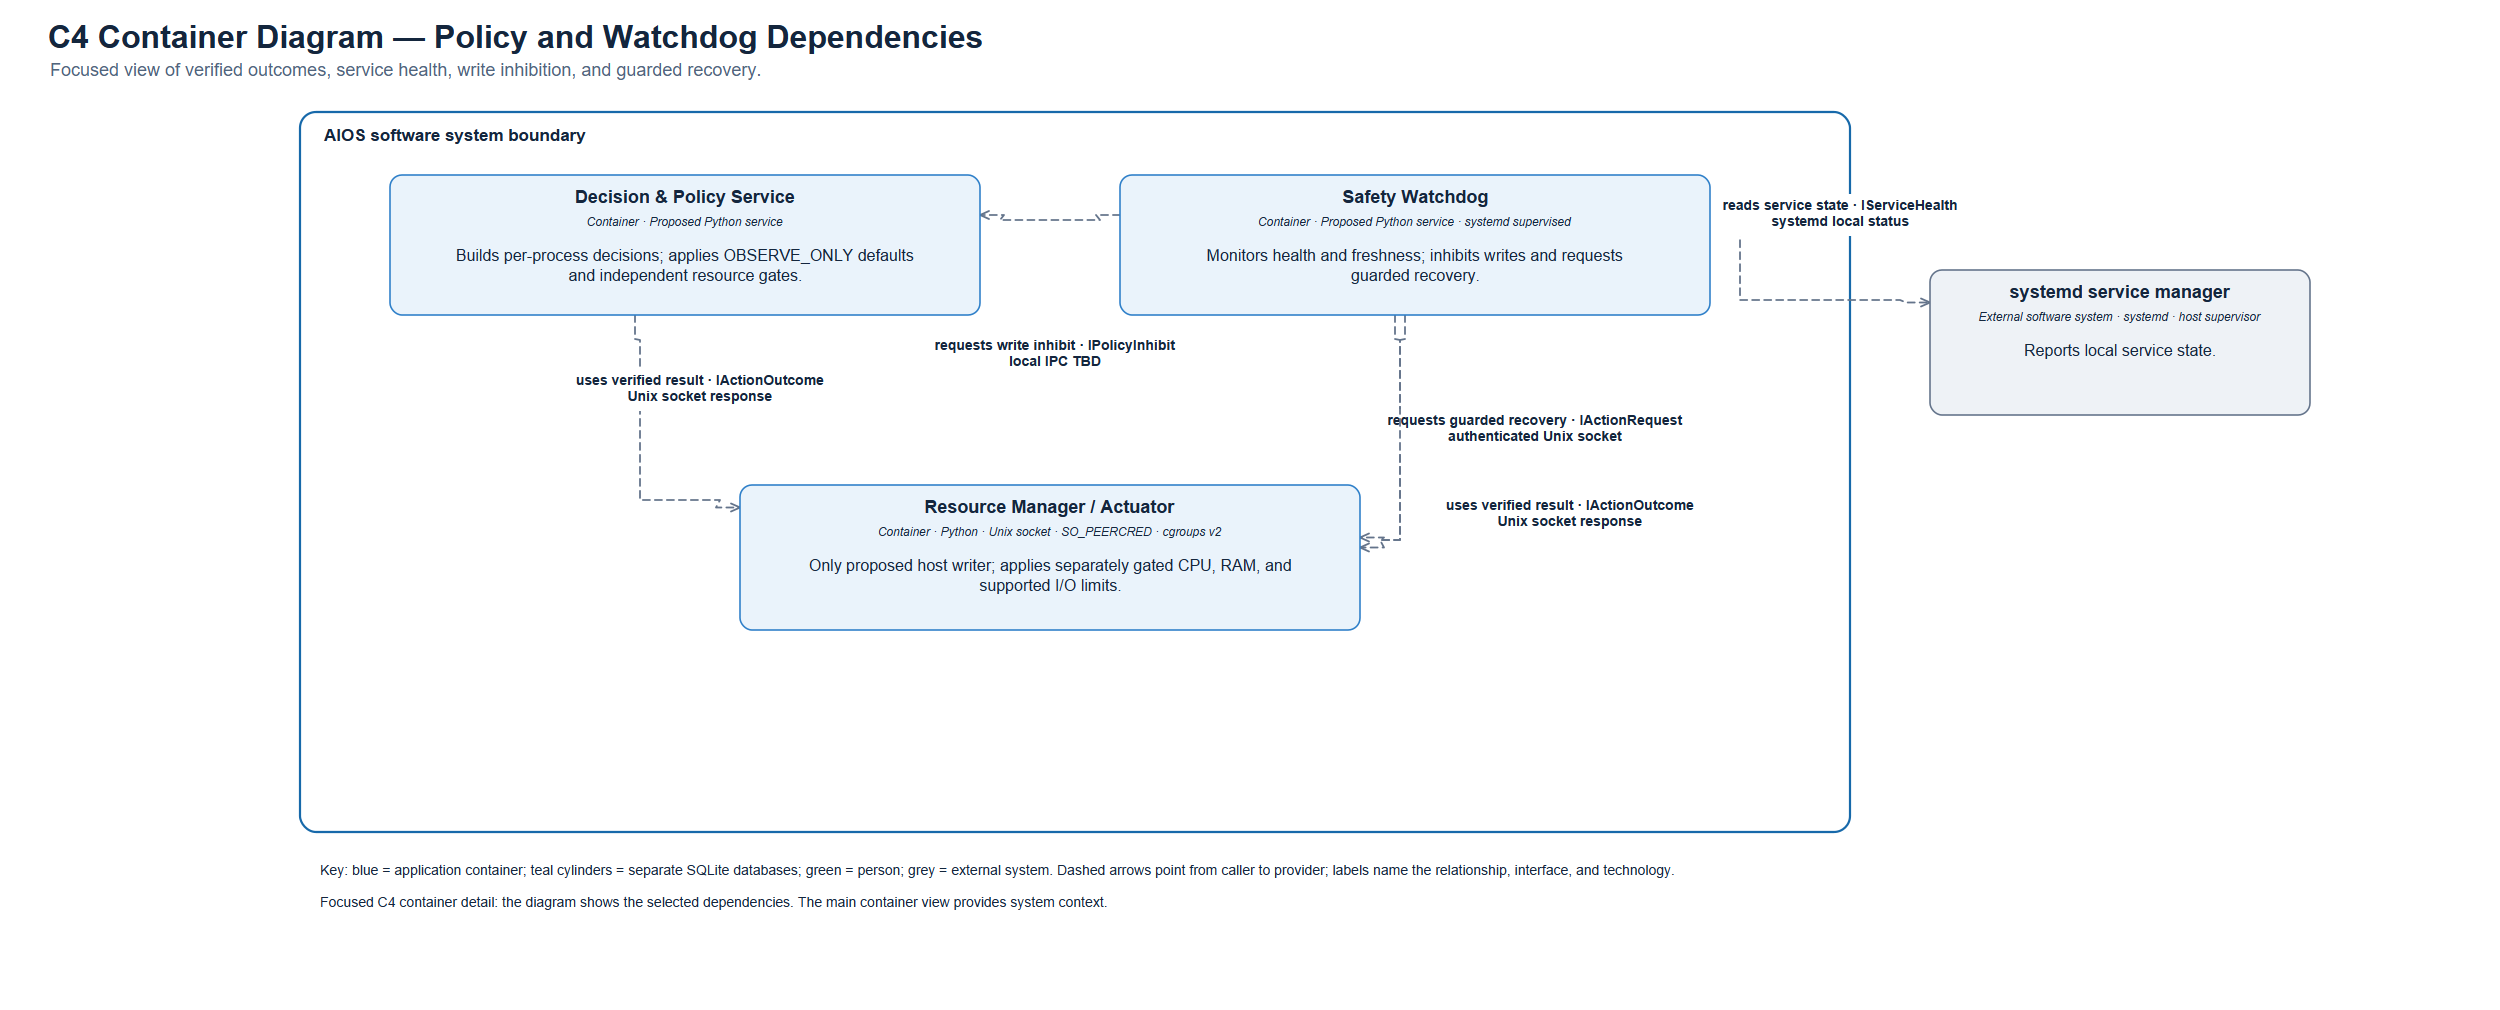 C4 Container Diagram — Policy and Watchdog Dependencies
Focused view of verified outcomes, service health, write inhibition, and guarded recovery.
AIOS software system boundary
Decision & Policy Service
Container · Proposed Python service
Builds per-process decisions; applies OBSERVE_ONLY defaults
and independent resource gates.
Safety Watchdog
Container · Proposed Python service · systemd supervised
Monitors health and freshness; inhibits writes and requests
guarded recovery.
reads service state · IServiceHealth
systemd local status
systemd service manager
External software system · systemd · host supervisor
Reports local service state.
requests write inhibit · IPolicyInhibit
local IPC TBD
uses verified result · IActionOutcome
Unix socket response
requests guarded recovery · IActionRequest
authenticated Unix socket
uses verified result · IActionOutcome
Unix socket response
Resource Manager / Actuator
Container · Python · Unix socket · SO_PEERCRED · cgroups v2
Only proposed host writer; applies separately gated CPU, RAM, and
supported I/O limits.
Key: blue = application container; teal cylinders = separate SQLite databases; green = person; grey = external system. Dashed arrows point from caller to provider; labels name the relationship, interface, and technology.
Focused C4 container detail: the diagram shows the selected dependencies. The main container view provides system context.